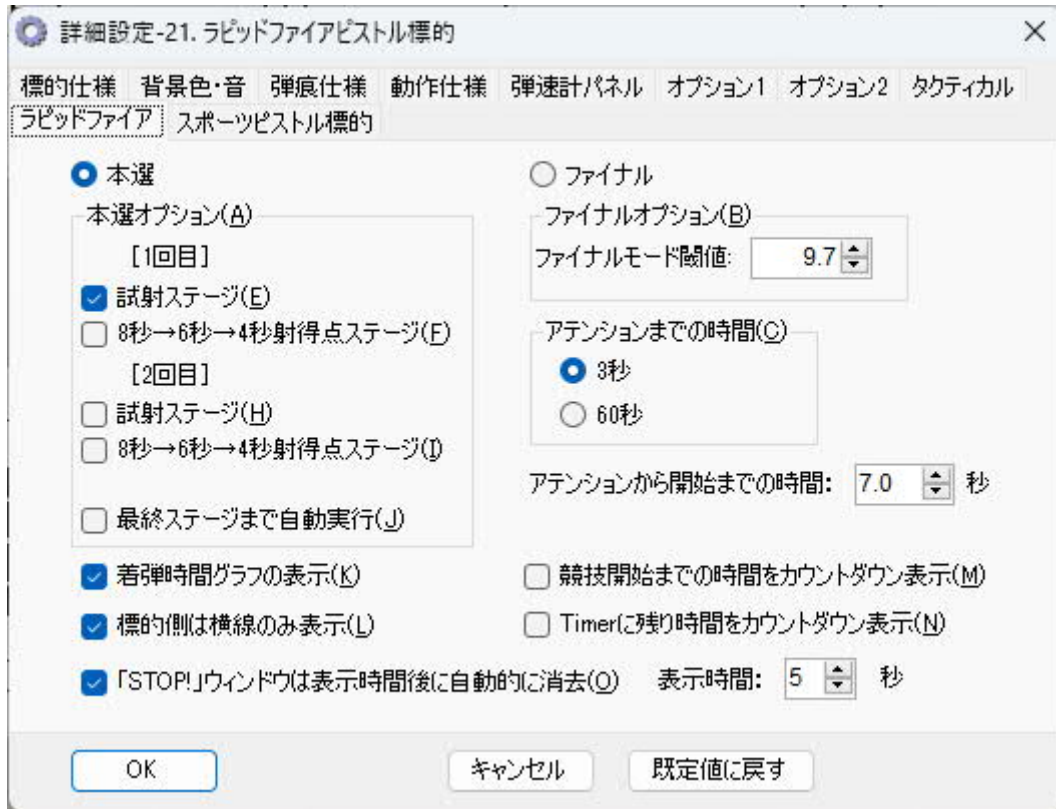 詳細設定-21. ラピッドファイアピストル標的
標的仕様 背景色・音 弾痕仕様 動作仕様 弾速計パネル オプション1 オプション2 タクティカル
ラピッドファイア スポーツピストル標的
本選
本選オプション(A)
[1回目]
試射ステージ(E)
8秒→6秒→4秒射得点ステージ(F)
[2回目]
試射ステージ(H)
8秒→6秒→4秒射得点ステージ(I)
最終ステージまで自動実行(J)
ファイナル
ファイナルオプション(B)
ファイナルモード閾値: 9.7
アテンションまでの時間(C)
3秒
60秒
アテンションから開始までの時間: 7.0 秒
着弾時間グラフの表示(K)
競技開始までの時間をカウントダウン表示(M)
標的側は横線のみ表示(L)
Timerに残り時間をカウントダウン表示(N)
「STOP!」ウィンドウは表示時間後に自動的に消去(O) 表示時間: 5 秒
OK キャンセル 既定値に戻す